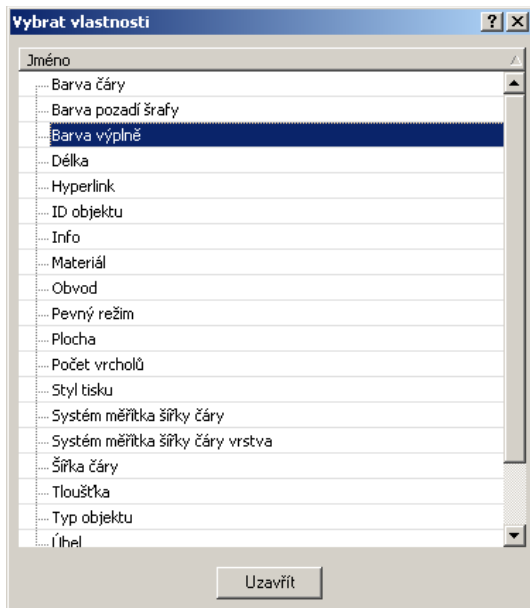 Vybrat vlastnosti
Jméno
Barva čáry
Barva pozadí šrafy
Barva výplně
Délka
Hyperlink
ID objektu
Info
Materiál
Obvod
Pevný režim
Plocha
Počet vrcholů
Styl tisku
Systém měřítka šířky čáry
Systém měřítka šířky čáry vrstva
Šířka čáry
Tloušťka
Typ objektu
Úhel
Uzavřít